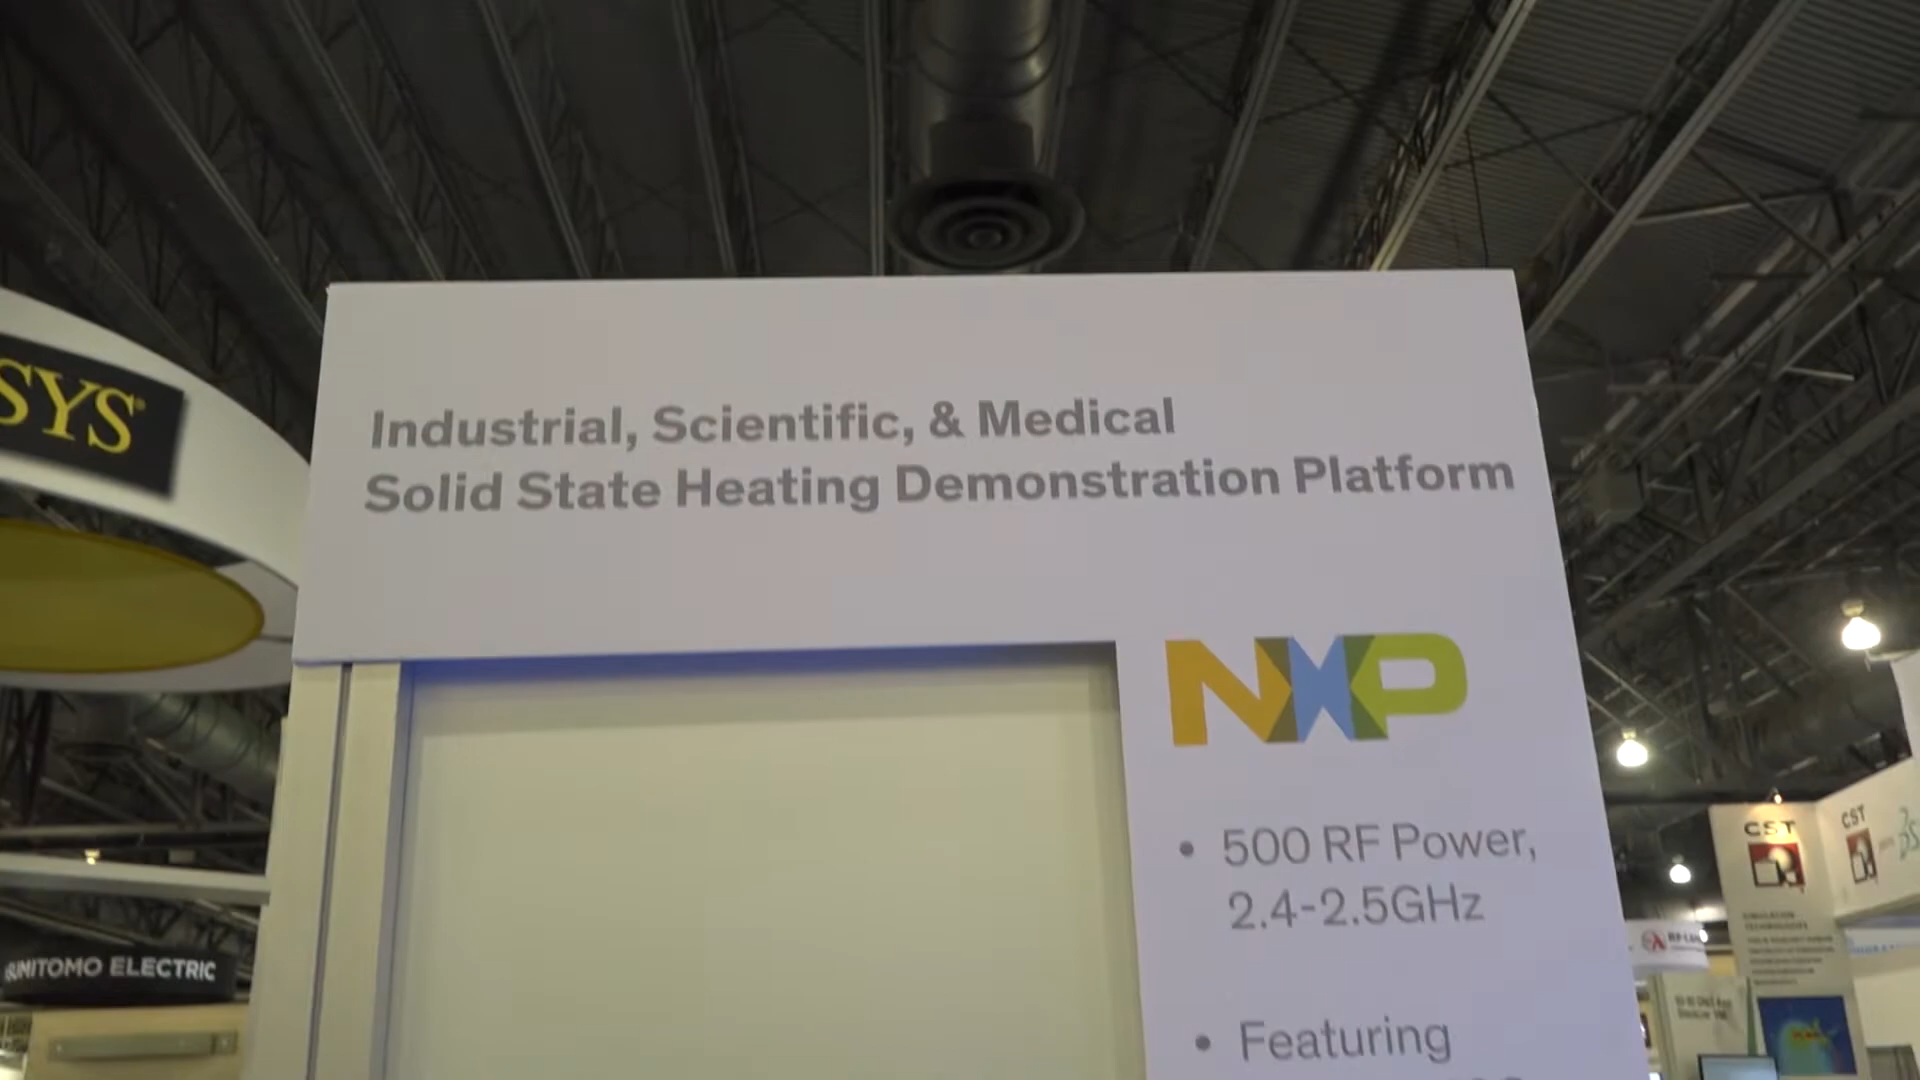 SYS
Industrial, Scientific, & Medical
Solid State Heating Demonstration Platform
NXP
• 500 RF Power,
2.4-2.5GHz
• Featuring
SUMITOMO ELECTRIC
CST
CST